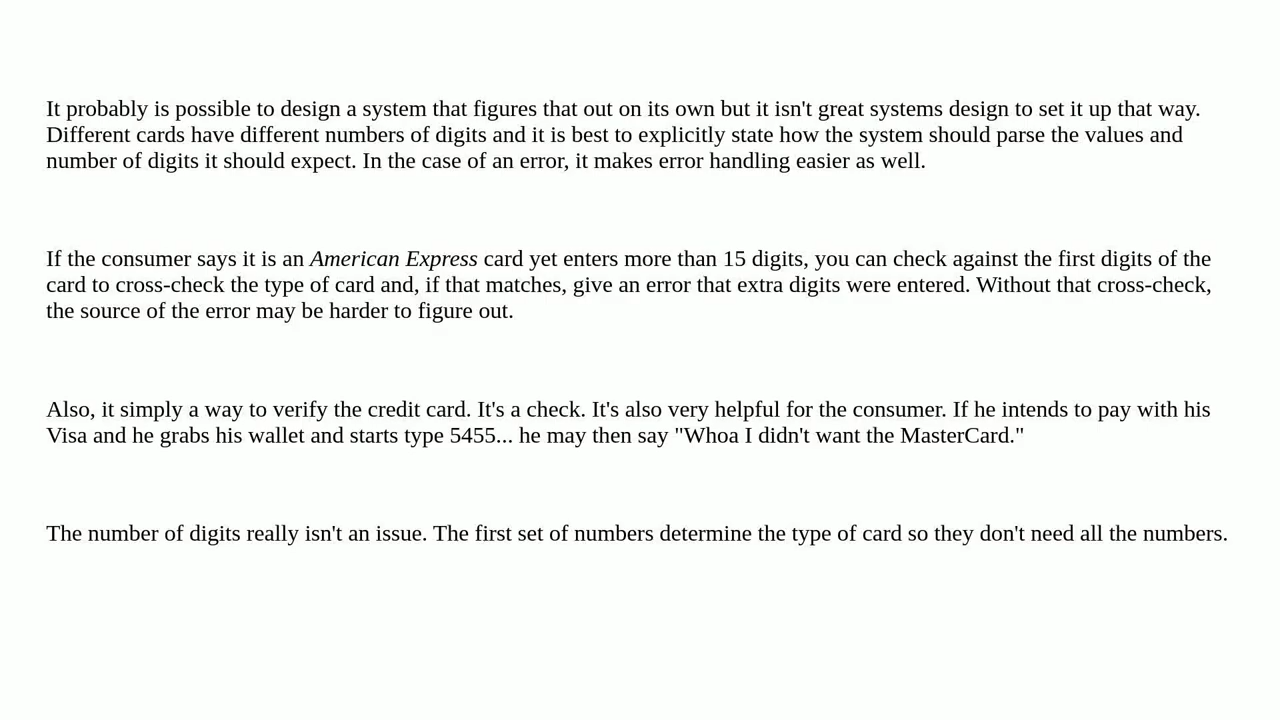 It probably is possible to design a system that figures that out on its own but it isn't great systems design to set it up that way.
Different cards have different numbers of digits and it is best to explicitly state how the system should parse the values and
number of digits it should expect. In the case of an error, it makes error handling easier as well.
If the consumer says it is an American Express card yet enters more than 15 digits, you can check against the first digits of the
card to cross-check the type of card and, if that matches, give an error that extra digits were entered. Without that cross-check,
the source of the error may be harder to figure out.
Also, it simply a way to verify the credit card. It's a check. It's also very helpful for the consumer. If he intends to pay with his
Visa and he grabs his wallet and starts type 5455... he may then say "Whoa I didn't want the MasterCard."
The number of digits really isn't an issue. The first set of numbers determine the type of card so they don't need all the numbers.